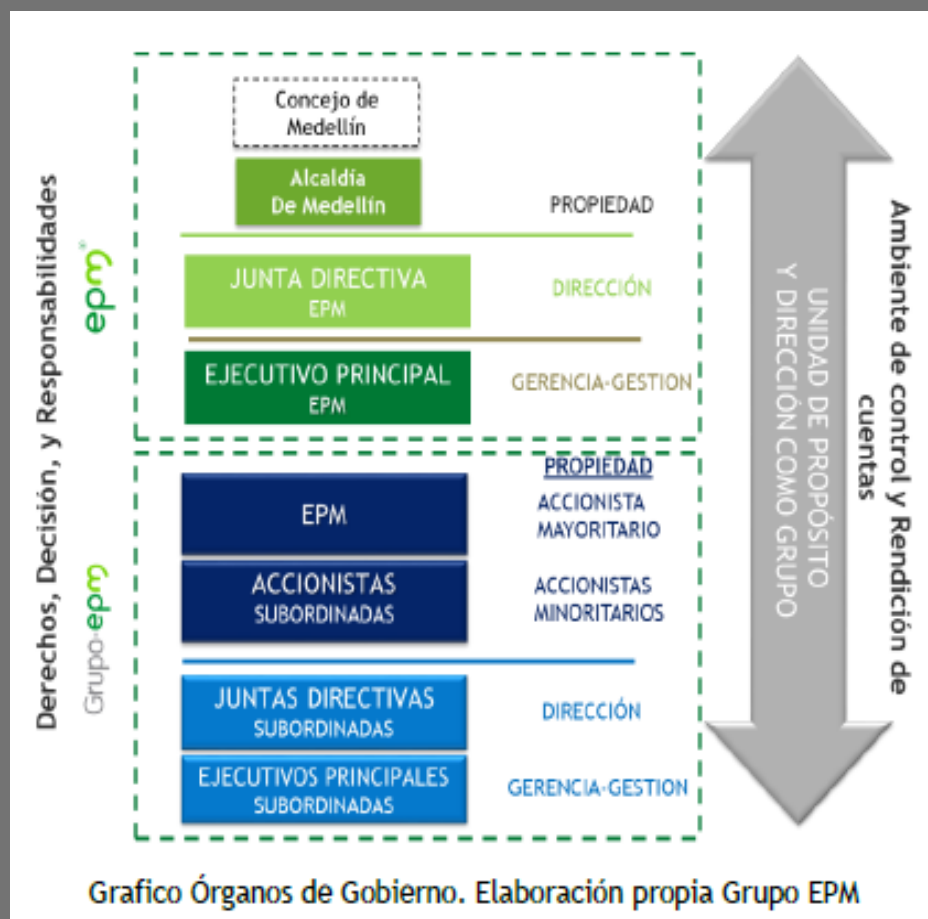 Concejo de
Medellín
Alcaldía
De Medellín
PROPIEDAD
JUNTA DIRECTIVA
EPM
DIRECCIÓN
EJECUTIVO PRINCIPAL
EPM
GERENCIA-GESTION
PROPIEDAD
EPM
ACCIONISTA
MAYORITARIO
ACCIONISTAS
SUBORDINADAS
ACCIONISTAS
MINORITARIOS
JUNTAS DIRECTIVAS
SUBORDINADAS
DIRECCIÓN
EJECUTIVOS PRINCIPALES
SUBORDINADAS
GERENCIA-GESTION
Derechos, Decisión, y Responsabilidades
epm®
Grupo·epm
UNIDAD DE PROPÓSITO
Y DIRECCIÓN COMO GRUPO
Ambiente de control y Rendición de
cuentas
Grafico Órganos de Gobierno. Elaboración propia Grupo EPM